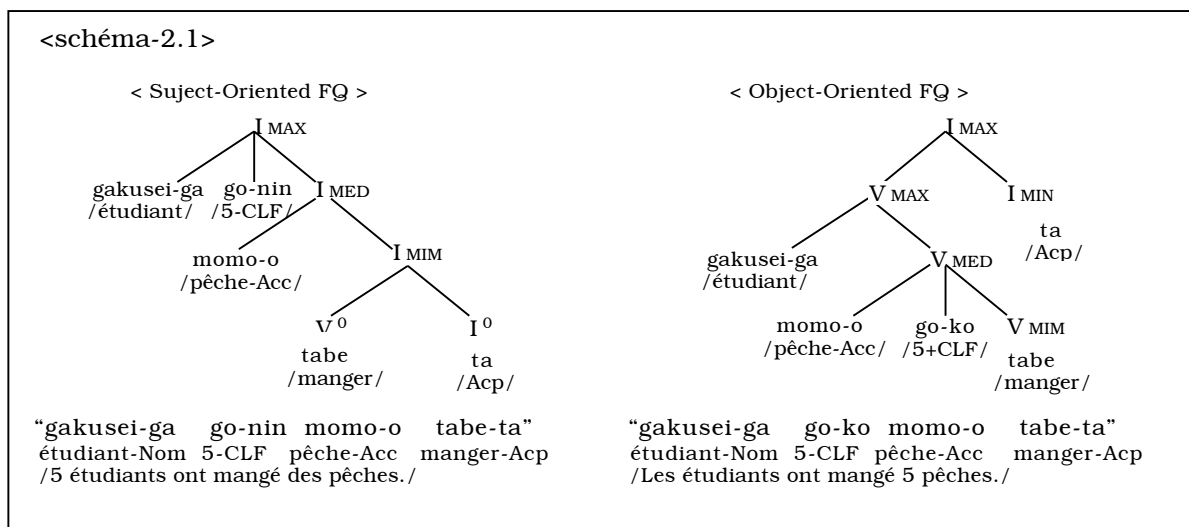 <schéma-2.1>
< Suject-Oriented FQ > < Object-Oriented FQ >
I MAX I MAX
gakusei-ga go-nin I MED V MAX I MIN
/étudiant/ /5-CLF/
ta
momo-o I MIM gakusei-ga V MED /Acp/
/pêche-Acc/ /étudiant/
V 0 I 0 momo-o go-ko V MIM
/pêche-Acc/ /5+CLF/
tabe ta tabe
/manger/ /Acp/ /manger/
“gakusei-ga go-nin momo-o tabe-ta” “gakusei-ga go-ko momo-o tabe-ta”
étudiant-Nom 5-CLF pêche-Acc manger-Acp étudiant-Nom 5-CLF pêche-Acc manger-Acp
/5 étudiants ont mangé des pêches./ /Les étudiants ont mangé 5 pêches./